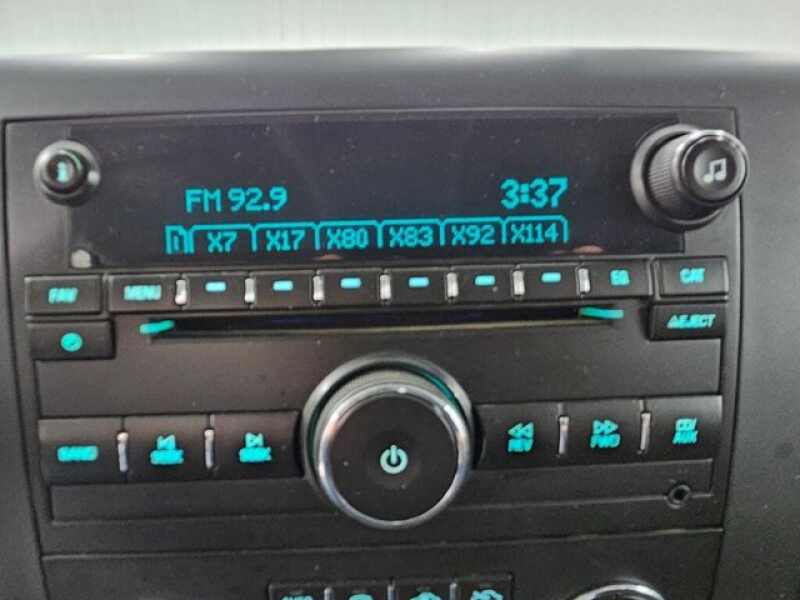 FM 92.9 3:37
1 X7 X17 X80 X83 X92 X114
FAV MENU EQ CAT
EJECT
BAND SEEK SEEK REV FWD CD/
AUX